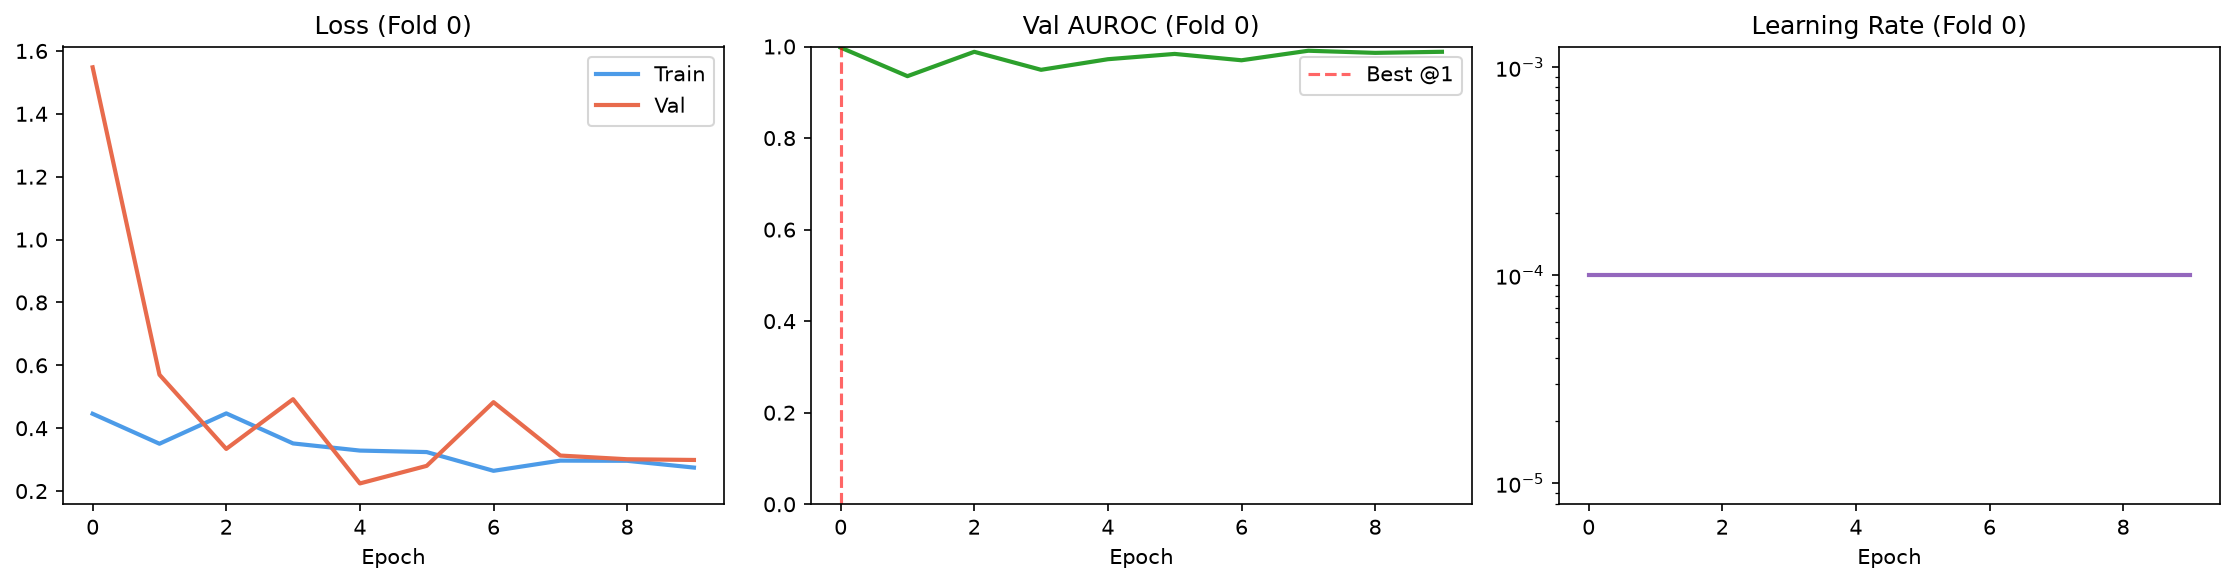 Loss (Fold 0)
1.6
1.4
1.2
1.0
0.8
0.6
0.4
0.2
0 2 4 6 8
Epoch
Train
Val
Val AUROC (Fold 0)
1.0
0.8
0.6
0.4
0.2
0.0
0 2 4 6 8
Epoch
Best @1
Learning Rate (Fold 0)
10⁻³
10⁻⁴
10⁻⁵
0 2 4 6 8
Epoch